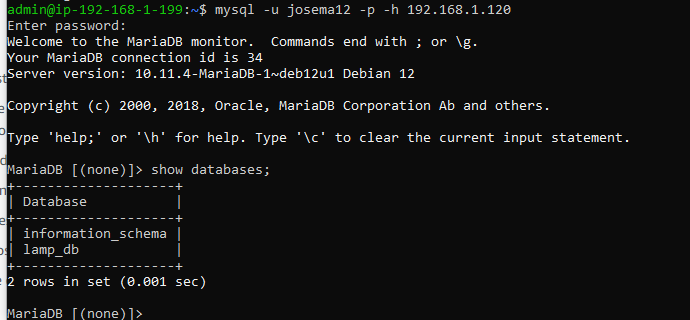 admin@ip-192-168-1-199:~$ mysql -u josema12 -p -h 192.168.1.120
Enter password:
Welcome to the MariaDB monitor.  Commands end with ; or \g.
Your MariaDB connection id is 34
Server version: 10.11.4-MariaDB-1~deb12u1 Debian 12

Copyright (c) 2000, 2018, Oracle, MariaDB Corporation Ab and others.

Type 'help;' or '\h' for help. Type '\c' to clear the current input statement.

MariaDB [(none)]> show databases;
+--------------------+
| Database           |
+--------------------+
| information_schema |
| lamp_db            |
+--------------------+
2 rows in set (0.001 sec)

MariaDB [(none)]>